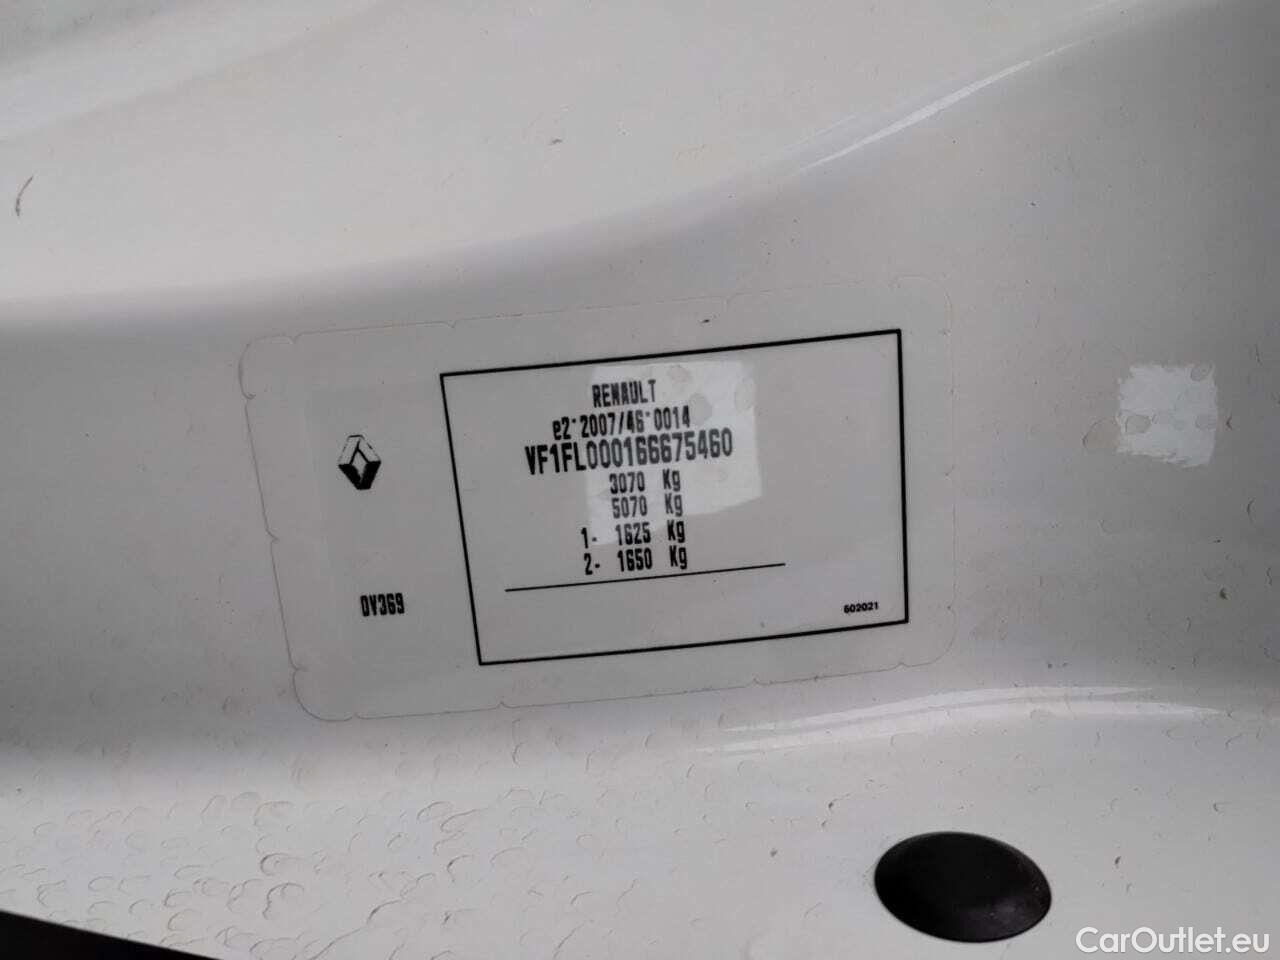 RENAULT
e2*2007/46*0014
VF1FL000166675460
3070 Kg
5070 Kg
1- 1625 Kg
2- 1650 Kg
OV369
602021
CarOutlet.eu